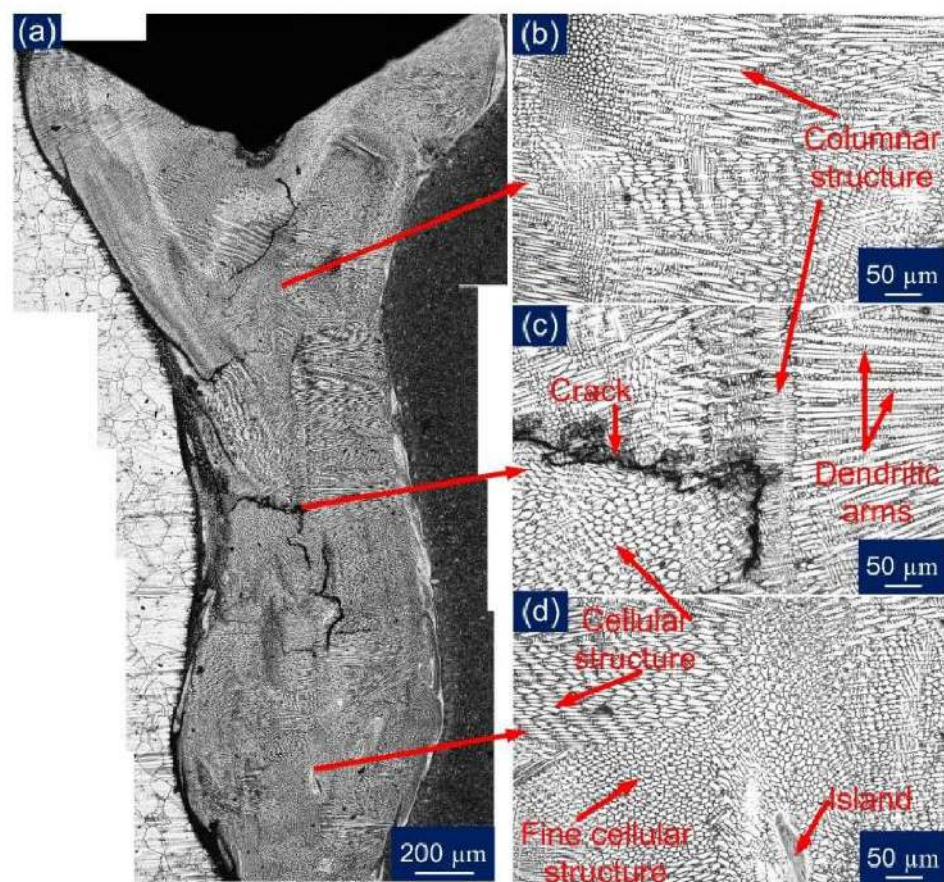 (a)
200 µm
(b)
Columnar
structure
50 µm
(c)
Crack
Dendritic
arms
50 µm
(d)
Cellular
structure
Fine cellular
structure
Island
50 µm